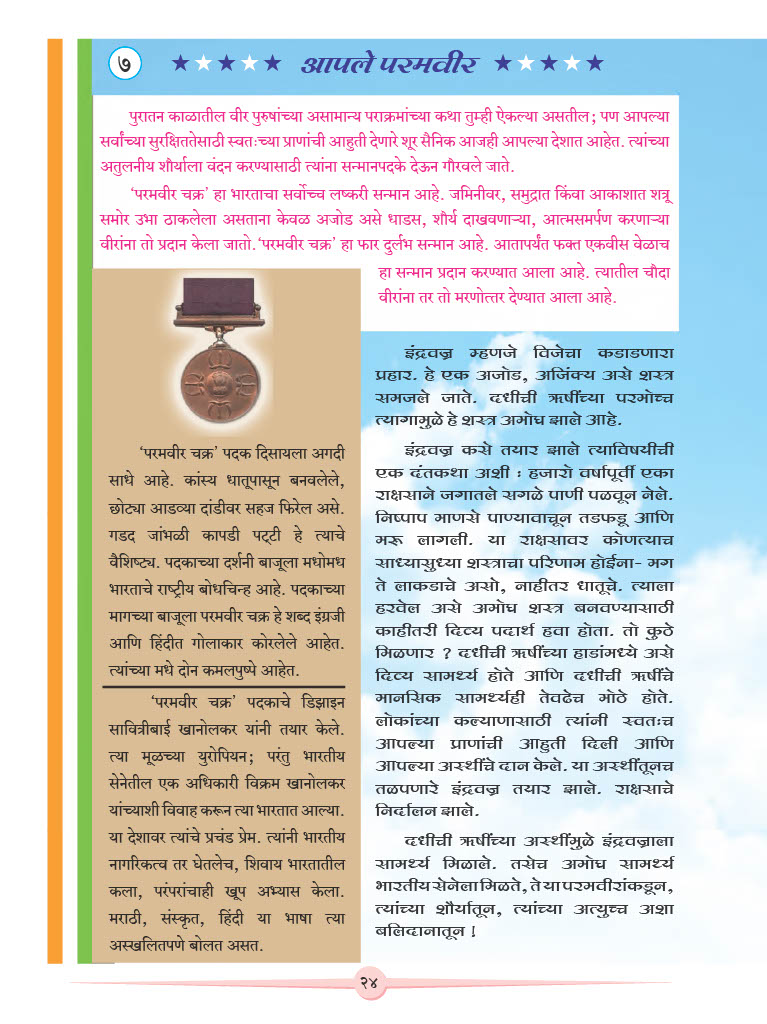 ७
आपले परमवीर
पुरातन काळातील वीर पुरुषांच्या असामान्य पराक्रमांच्या कथा तुम्ही ऐकल्या असतील; पण आपल्या
सर्वांच्या सुरक्षिततेसाठी स्वतःच्या प्राणांची आहुती देणारे शूर सैनिक आजही आपल्या देशात आहेत. त्यांच्या
अतुलनीय शौर्याला वंदन करण्यासाठी त्यांना सन्मानपदके देऊन गौरवले जाते.
‘परमवीर चक्र’ हा भारताचा सर्वोच्च लष्करी सन्मान आहे. जमिनीवर, समुद्रात किंवा आकाशात शत्रू
समोर उभा ठाकलेला असताना केवळ अजोड असे धाडस, शौर्य दाखवणाऱ्या, आत्मसमर्पण करणाऱ्या
वीरांना तो प्रदान केला जातो. ‘परमवीर चक्र’ हा फार दुर्लभ सन्मान आहे. आतापर्यंत फक्त एकवीस वेळाच
हा सन्मान प्रदान करण्यात आला आहे. त्यातील चौदा
वीरांना तर तो मरणोत्तर देण्यात आला आहे.
‘परमवीर चक्र’ पदक दिसायला अगदी
साधे आहे. कांस्य धातूपासून बनवलेले,
छोट्या आडव्या दांडीवर सहज फिरेल असे.
गडद जांभळी कापडी पट्टी हे त्याचे
वैशिष्ट्य. पदकाच्या दर्शनी बाजूला मधोमध
भारताचे राष्ट्रीय बोधचिन्ह आहे. पदकाच्या
मागच्या बाजूला परमवीर चक्र हे शब्द इंग्रजी
आणि हिंदीत गोलाकार कोरलेले आहेत.
त्यांच्या मधे दोन कमलपुष्पे आहेत.
‘परमवीर चक्र’ पदकाचे डिझाइन
सावित्रीबाई खानोलकर यांनी तयार केले.
त्या मूळच्या युरोपियन; परंतु भारतीय
सेनेतील एक अधिकारी विक्रम खानोलकर
यांच्याशी विवाह करून त्या भारतात आल्या.
या देशावर त्यांचे प्रचंड प्रेम. त्यांनी भारतीय
नागरिकत्व तर घेतलेच, शिवाय भारतातील
कला, परंपरांचाही खूप अभ्यास केला.
मराठी, संस्कृत, हिंदी या भाषा त्या
अस्खलितपणे बोलत असत.
इंद्रवज्र म्हणजे विजेचा कडाडणारा
प्रहार. हे एक अजोड, अजिंक्य असे शस्त्र
समजले जाते. दधीची ऋषींच्या परमोच्च
त्यागामुळे हे शस्त्र अमोघ झाले आहे.
इंद्रवज्र कसे तयार झाले त्याविषयीची
एक दंतकथा अशी : हजारो वर्षांपूर्वी एका
राक्षसाने जगातले सगळे पाणी पळवून नेले.
निष्पाप माणसे पाण्यावाचून तडफडू आणि
मरू लागली. या राक्षसावर कोणत्याच
साध्यासुध्या शस्त्राचा परिणाम होईना- मग
ते लाकडाचे असो, नाहीतर धातूचे. त्याला
हरवेल असे अमोघ शस्त्र बनवण्यासाठी
काहीतरी दिव्य पदार्थ हवा होता. तो कुठे
मिळणार ? दधीची ऋषींच्या हाडांमध्ये असे
दिव्य सामर्थ्य होते आणि दधीची ऋषींचे
मानसिक सामर्थ्यही तेवढेच मोठे होते.
लोकांच्या कल्याणासाठी त्यांनी स्वतःच
आपल्या प्राणांची आहुती दिली आणि
आपल्या अस्थींचे दान केले. या अस्थींतूनच
तळपणारे इंद्रवज्र तयार झाले. राक्षसाचे
निर्दालन झाले.
दधीची ऋषींच्या अस्थींमुळे इंद्रवज्राला
सामर्थ्य मिळाले. तसेच अमोघ सामर्थ्य
भारतीय सेनेला मिळते, ते या परमवीरांकडून,
त्यांच्या शौर्यातून, त्यांच्या अत्युच्च अशा
बलिदानातून !
२४